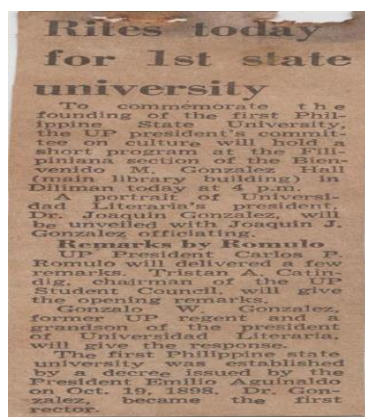 Rites today
for 1st state
university
To commemorate the
founding of the first Phil-
ippine State University,
the UP president's commit-
tee on culture will hold a
short program at the Fili-
piniana section of the Bien-
venido M. Gonzalez Hall
(main library building) in
Diliman today at 4 p.m.
A portrait of Universi-
dad Literaria's president,
Dr. Joaquin Gonzalez, will
be unveiled with Joaquin J.
Gonzalez officiating.
Remarks by Romulo
UP President Carlos P.
Romulo will delivered a few
remarks. Tristan A. Catin-
dig, chairman of the UP
Student Council, will give
the opening remarks.
Gonzalo W. Gonzalez,
former UP regent and a
grandson of the president
of Universidad Literaria,
will give the response.
The first Philippine state
university was established
by a decree issued by the
President Emilio Aguinaldo
on Oct. 19, 1898. Dr. Gon-
zalez, became the first
rector.